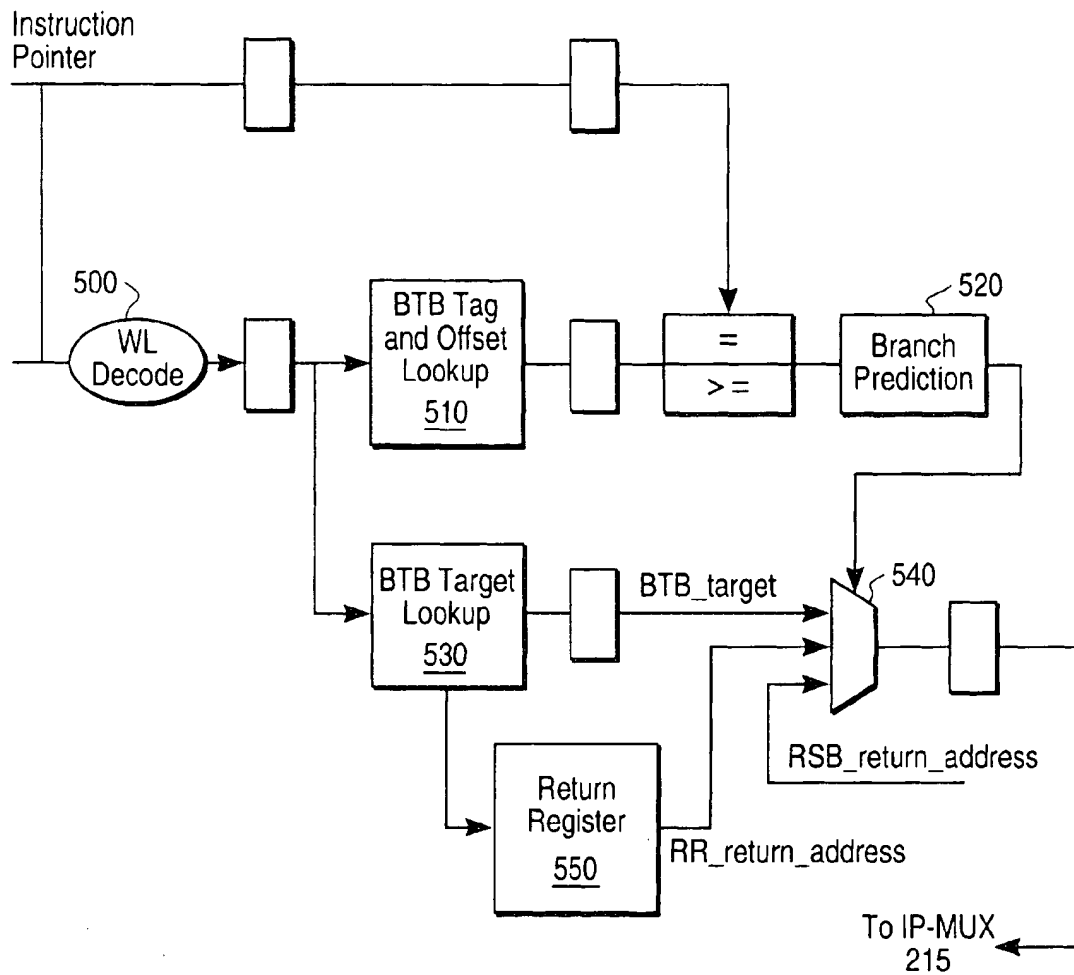 Instruction
Pointer
500
WL
Decode
BTB Tag
and Offset
Lookup
510
=
>=
520
Branch
Prediction
BTB Target
Lookup
530
BTB_target
540
RSB_return_address
Return
Register
550
RR_return_address
To IP-MUX
215